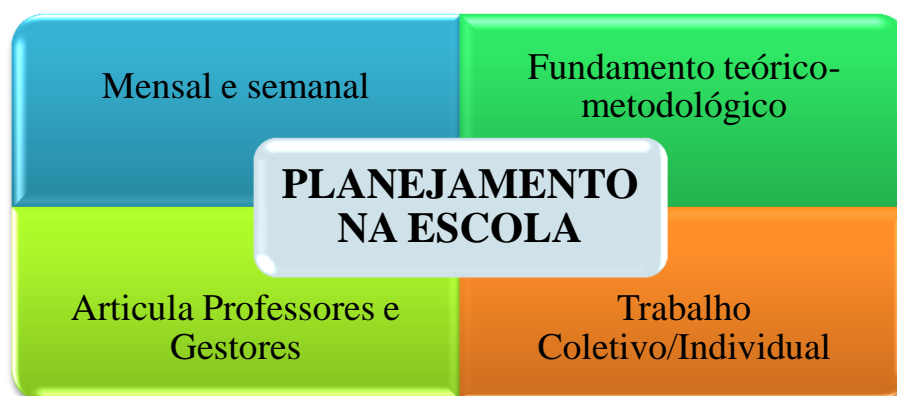 Mensal e semanal
Fundamento teórico-
metodológico
PLANEJAMENTO
NA ESCOLA
Articula Professores e
Gestores
Trabalho
Coletivo/Individual